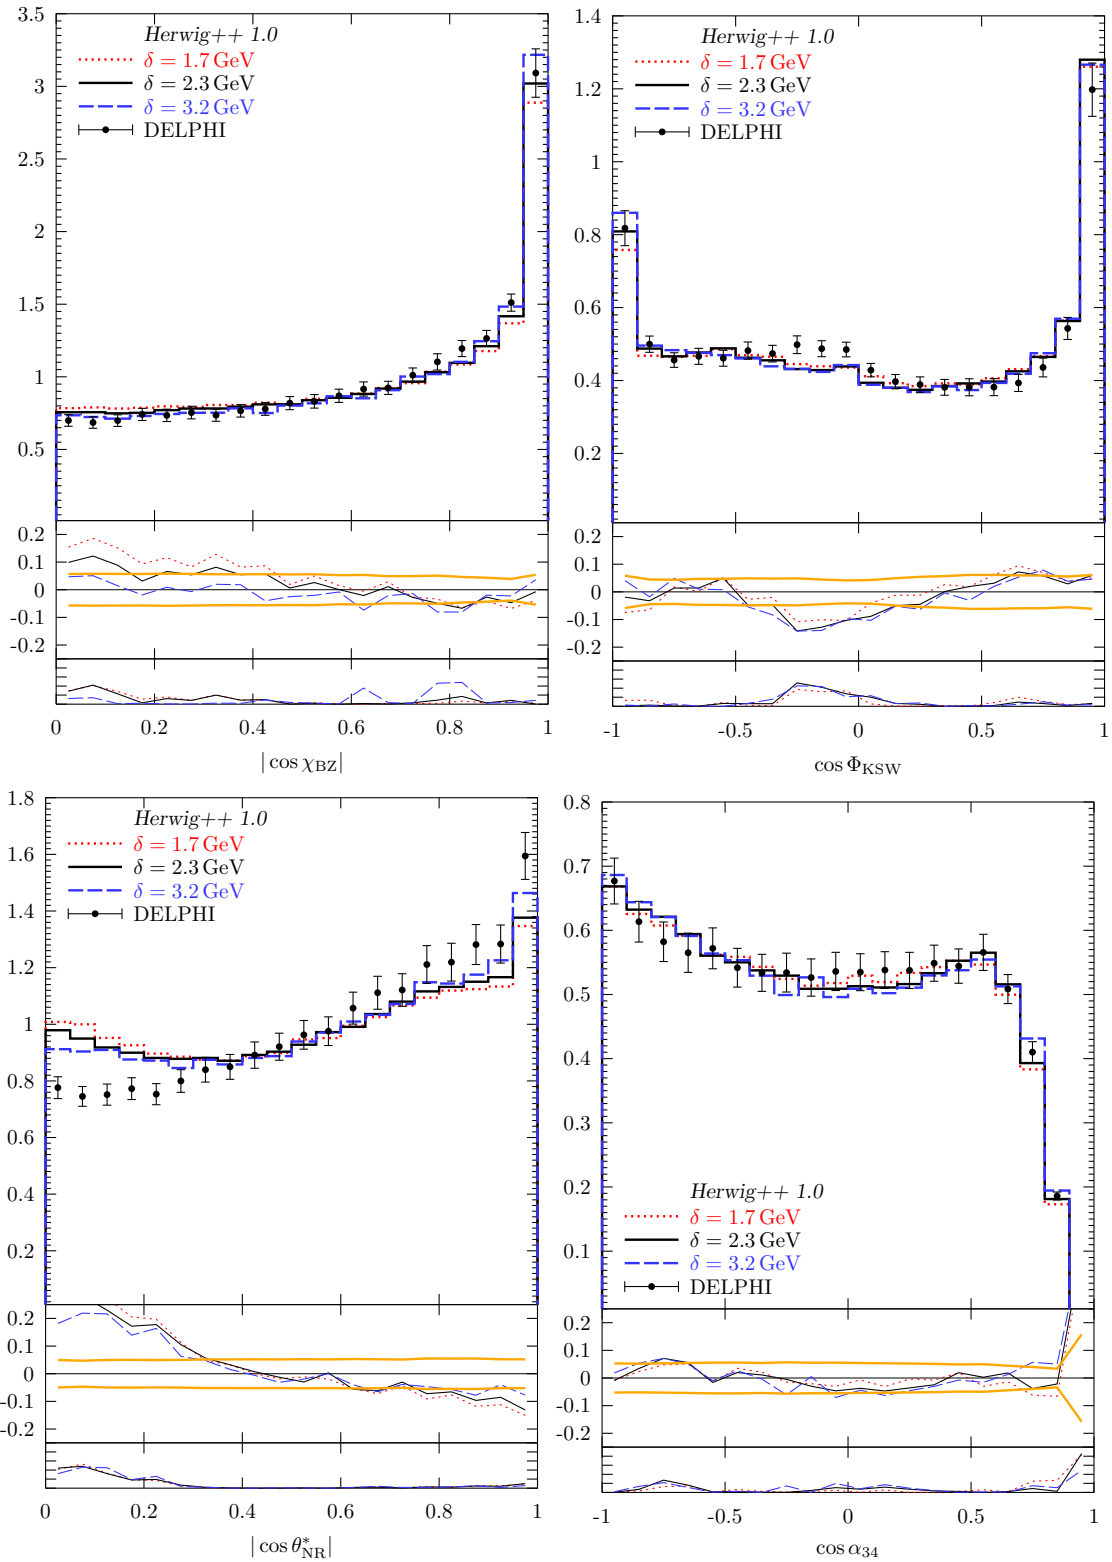 3.5
3
2.5
2
1.5
1
0.5
Herwig++ 1.0
δ = 1.7 GeV
δ = 2.3 GeV
δ = 3.2 GeV
DELPHI
0.2
0.1
0
-0.1
-0.2
0 0.2 0.4 0.6 0.8 1
| cos χBZ|
1.4
1.2
1
0.8
0.6
0.4
0.2
Herwig++ 1.0
δ = 1.7 GeV
δ = 2.3 GeV
δ = 3.2 GeV
DELPHI
0.2
0.1
0
-0.1
-0.2
-1 -0.5 0 0.5 1
cos ΦKSW
1.8
1.6
1.4
1.2
1
0.8
0.6
0.4
0.2
Herwig++ 1.0
δ = 1.7 GeV
δ = 2.3 GeV
δ = 3.2 GeV
DELPHI
0.2
0.1
0
-0.1
-0.2
0 0.2 0.4 0.6 0.8 1
| cos θ*NR|
0.8
0.7
0.6
0.5
0.4
0.3
0.2
0.1
Herwig++ 1.0
δ = 1.7 GeV
δ = 2.3 GeV
δ = 3.2 GeV
DELPHI
0.2
0.1
0
-0.1
-0.2
-1 -0.5 0 0.5 1
cos α34